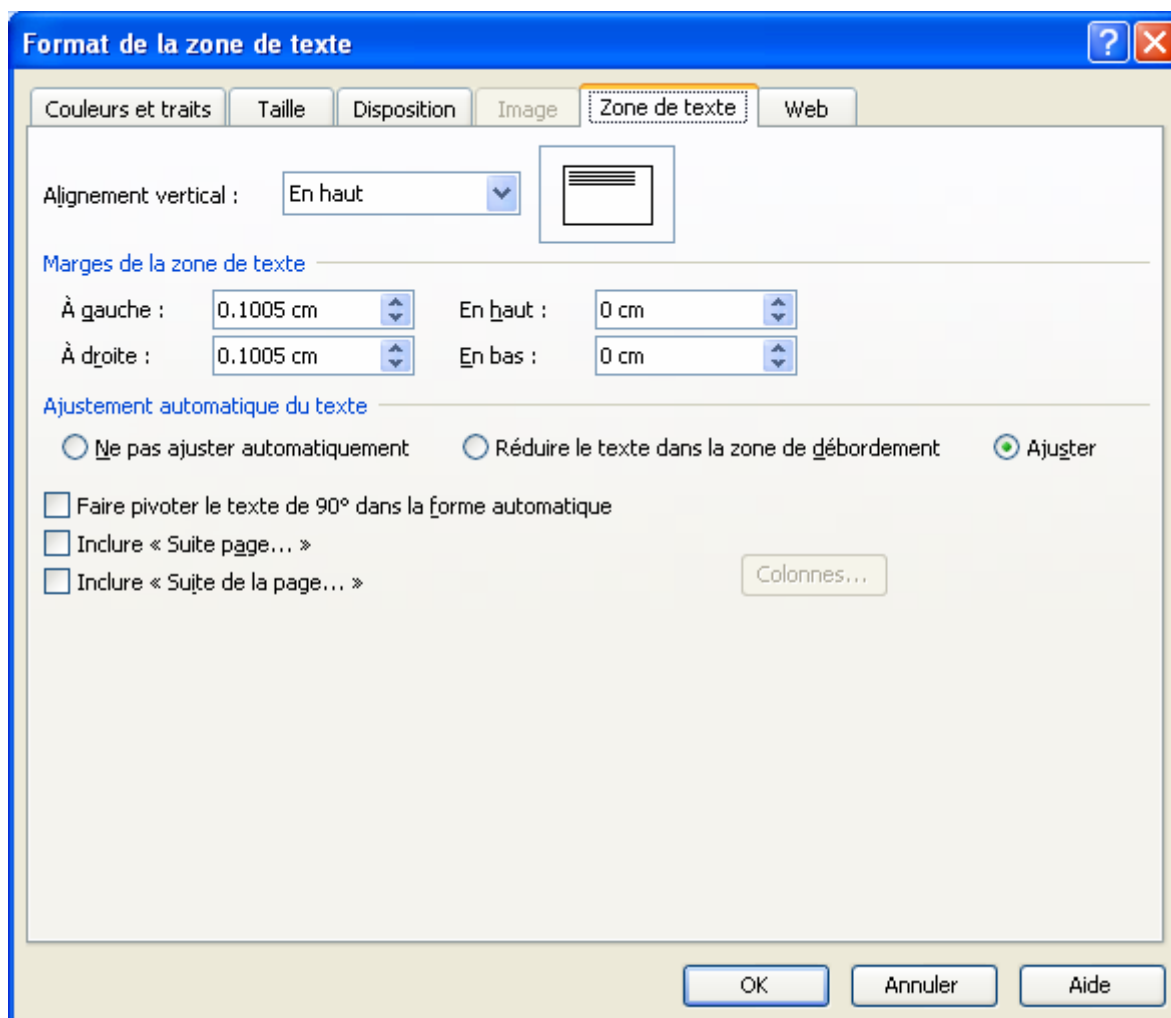 Format de la zone de texte
Couleurs et traits Taille Disposition Image Zone de texte Web
Alignement vertical : En haut
Marges de la zone de texte
À gauche : 0.1005 cm En haut : 0 cm
À droite : 0.1005 cm En bas : 0 cm
Ajustement automatique du texte
Ne pas ajuster automatiquement Réduire le texte dans la zone de débordement Ajuster
Faire pivoter le texte de 90° dans la forme automatique
Inclure « Suite page... »
Inclure « Suite de la page... »
Colonnes...
OK Annuler Aide